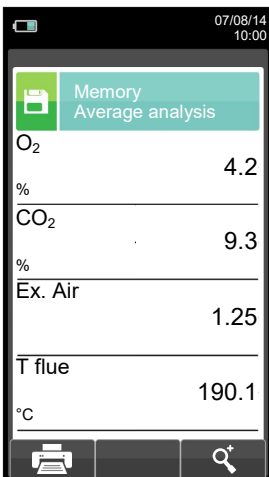 07/08/14
10:00
Memory
Average analysis
O₂
4.2
%
CO₂
9.3
%
Ex. Air
1.25
T flue
190.1
°C